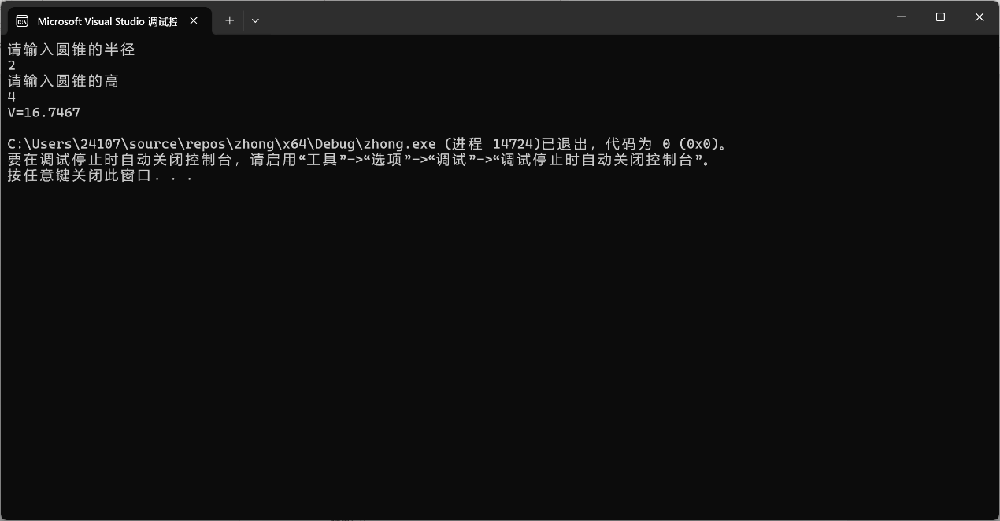 Microsoft Visual Studio 调试控
请输入圆锥的半径
2
请输入圆锥的高
4
V=16.7467
C:\Users\24107\source\repos\zhong\x64\Debug\zhong.exe (进程 14724)已退出，代码为 0 (0x0)。
要在调试停止时自动关闭控制台，请启用“工具”->“选项”->“调试”->“调试停止时自动关闭控制台”。
按任意键关闭此窗口. . .